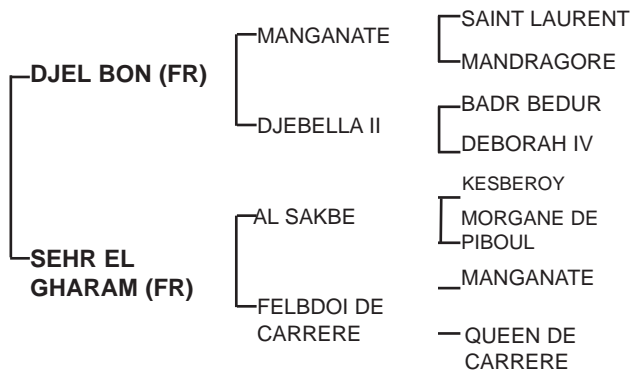 DJEL BON (FR)
MANGANATE
SAINT LAURENT
MANDRAGORE
DJEBELLA II
BADR BEDUR
DEBORAH IV
SEHR EL
GHARAM (FR)
AL SAKBE
KESBEROY
MORGANE DE
PIBOUL
FELBDOI DE
CARRERE
MANGANATE
QUEEN DE
CARRERE